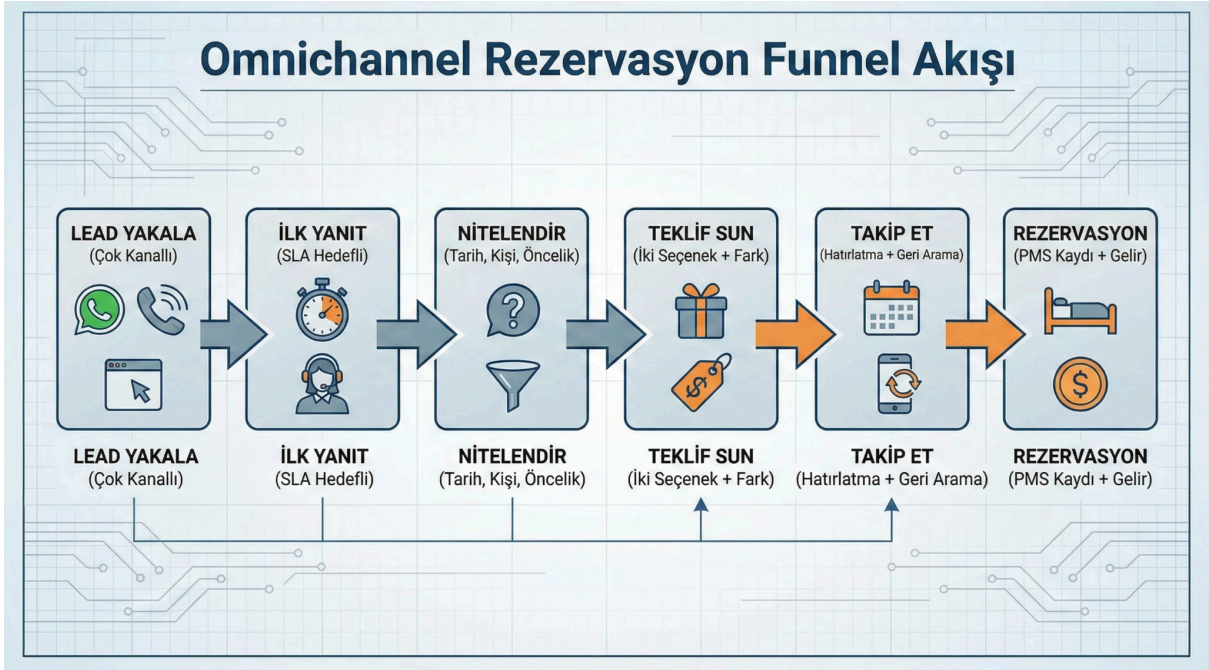 Omnichannel Rezervasyon Funnel Akışı
LEAD YAKALA
(Çok Kanallı)
İLK YANIT
(SLA Hedefli)
NİTELENDİR
(Tarih, Kişi, Öncelik)
TEKLİF SUN
(İki Seçenek + Fark)
TAKİP ET
(Hatırlatma + Geri Arama)
REZERVASYON
(PMS Kaydı + Gelir)
$
?
$
LEAD YAKALA
(Çok Kanallı)
İLK YANIT
(SLA Hedefli)
NİTELENDİR
(Tarih, Kişi, Öncelik)
TEKLİF SUN
(İki Seçenek + Fark)
TAKİP ET
(Hatırlatma + Geri Arama)
REZERVASYON
(PMS Kaydı + Gelir)